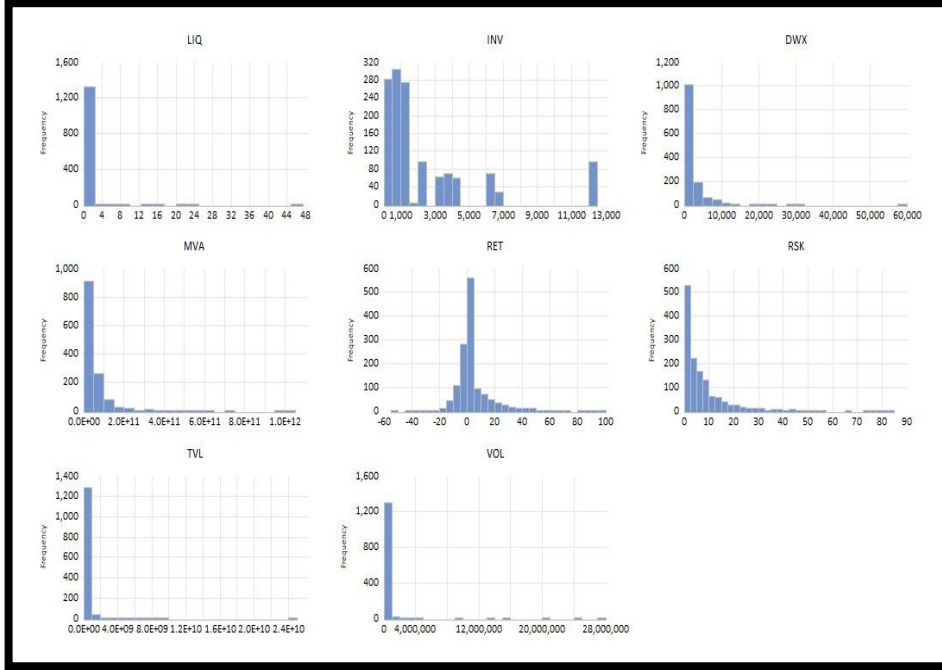 LIQ
1,600
1,200
800
400
0
Frequency
0 4 8 12 16 20 24 28 32 36 40 44 48
INV
320
280
240
200
160
120
80
40
0
Frequency
0 1,000 3,000 5,000 7,000 9,000 11,000 13,000
DWX
1,200
1,000
800
600
400
200
0
Frequency
0 10,000 20,000 30,000 40,000 50,000 60,000
MVA
1,000
800
600
400
200
0
Frequency
0.0E+00 2.0E+11 4.0E+11 6.0E+11 8.0E+11 1.0E+12
RET
600
500
400
300
200
100
0
Frequency
-60 -40 -20 0 20 40 60 80 100
RSK
600
500
400
300
200
100
0
Frequency
0 10 20 30 40 50 60 70 80 90
TVL
1,400
1,200
1,000
800
600
400
200
0
Frequency
0.0E+00 4.0E+09 8.0E+09 1.2E+10 1.6E+10 2.0E+10 2.4E+10
VOL
1,600
1,200
800
400
0
Frequency
0 4,000,000 12,000,000 20,000,000 28,000,000